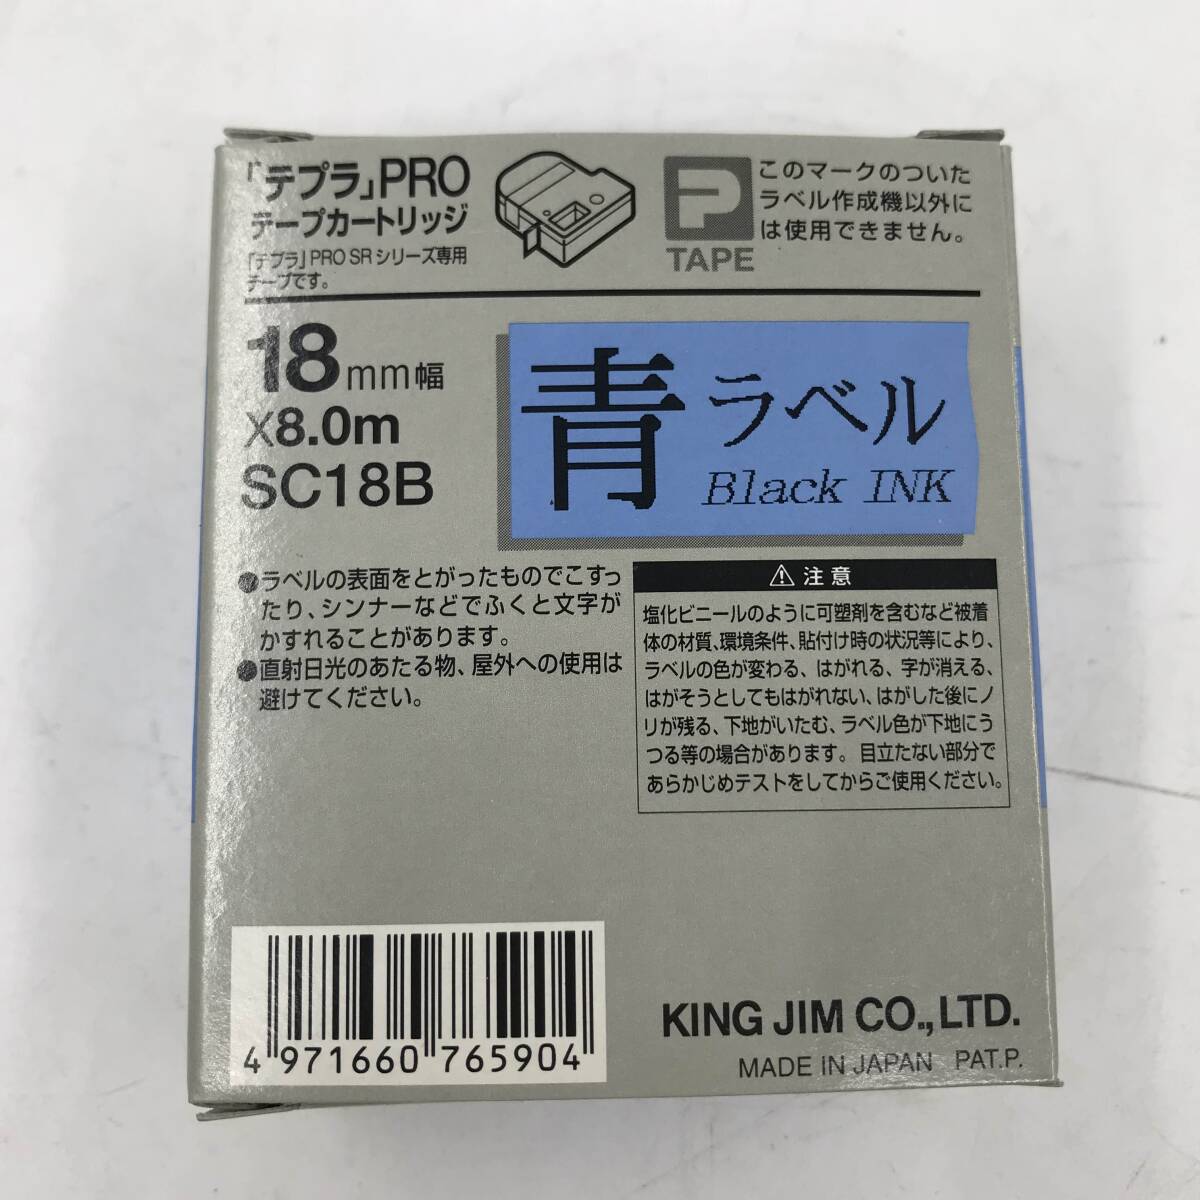 「テプラ」PRO
テープカートリッジ
「テプラ」PRO SRシリーズ専用
テープです。
TAPE
このマークのついた
ラベル作成機以外に
は使用できません。
18mm幅
X8.0m
SC18B
青ラベル
Black INK
●ラベルの表面をとがったものでこすっ
たり、シンナーなどでふくと文字が
かすれることがあります。
●直射日光のあたる物、屋外への使用は
避けてください。
⚠注意
塩化ビニールのように可塑剤を含むなど被着
体の材質、環境条件、貼付け時の状況等により、
ラベルの色が変わる、はがれる、字が消える、
はがそうとしてもはがれない、はがした後にノ
リが残る、下地がいたむ、ラベル色が下地にう
つる等の場合があります。目立たない部分で
あらかじめテストをしてからご使用ください。
4 971660 765904
KING JIM CO.,LTD.
MADE IN JAPAN PAT.P.